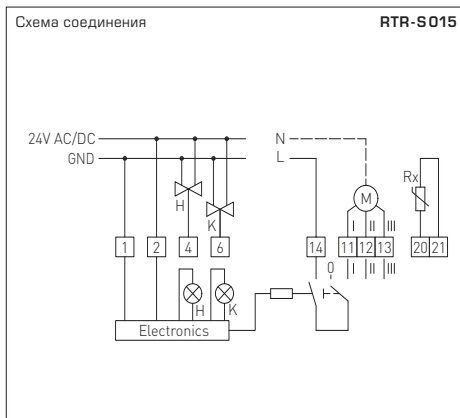 Схема соединения RTR-S015
24V AC/DC N
GND L
Rx
M
H
K
I II III
1 2 4 6 14 11 12 13 20 21
0 I II III
H K
Electronics